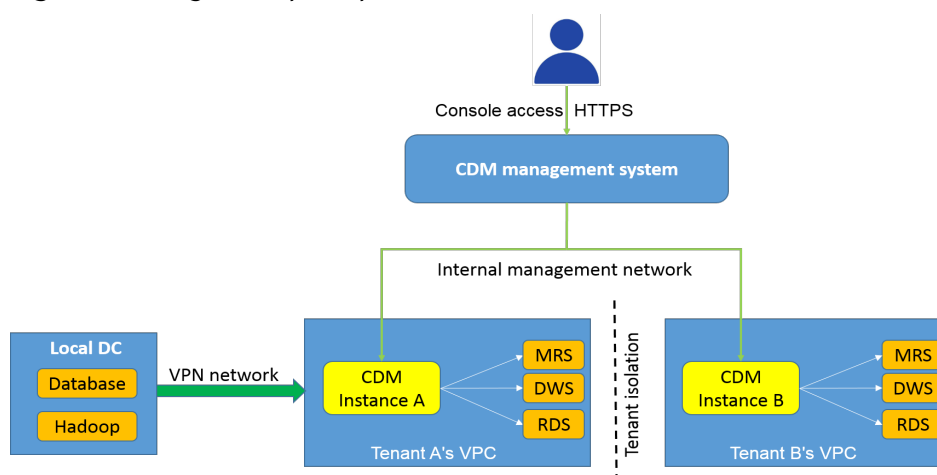 Console access HTTPS
CDM management system
Internal management network
Local DC
Database
Hadoop
VPN network
CDM
Instance A
MRS
DWS
RDS
Tenant A's VPC
Tenant isolation
CDM
Instance B
MRS
DWS
RDS
Tenant B's VPC